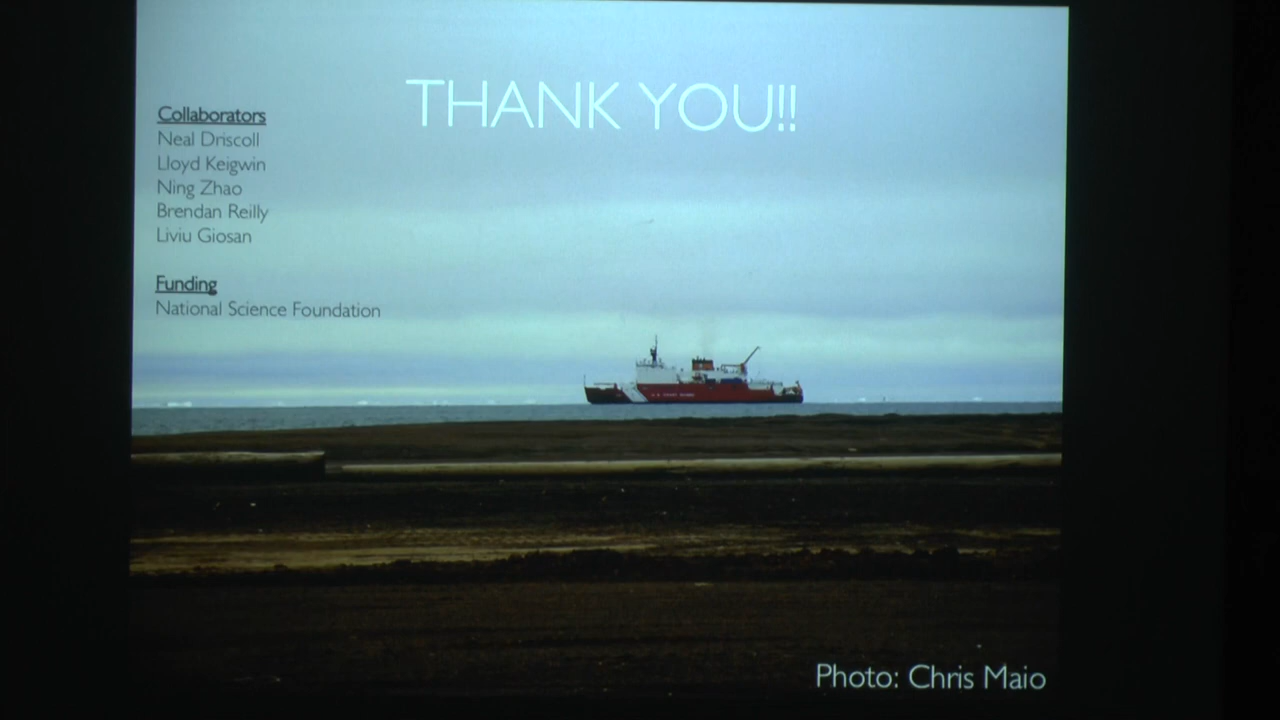 THANK YOU!!
Collaborators
Neal Driscoll
Lloyd Keigwin
Ning Zhao
Brendan Reilly
Liviu Giosan
Funding
National Science Foundation
Photo: Chris Maio